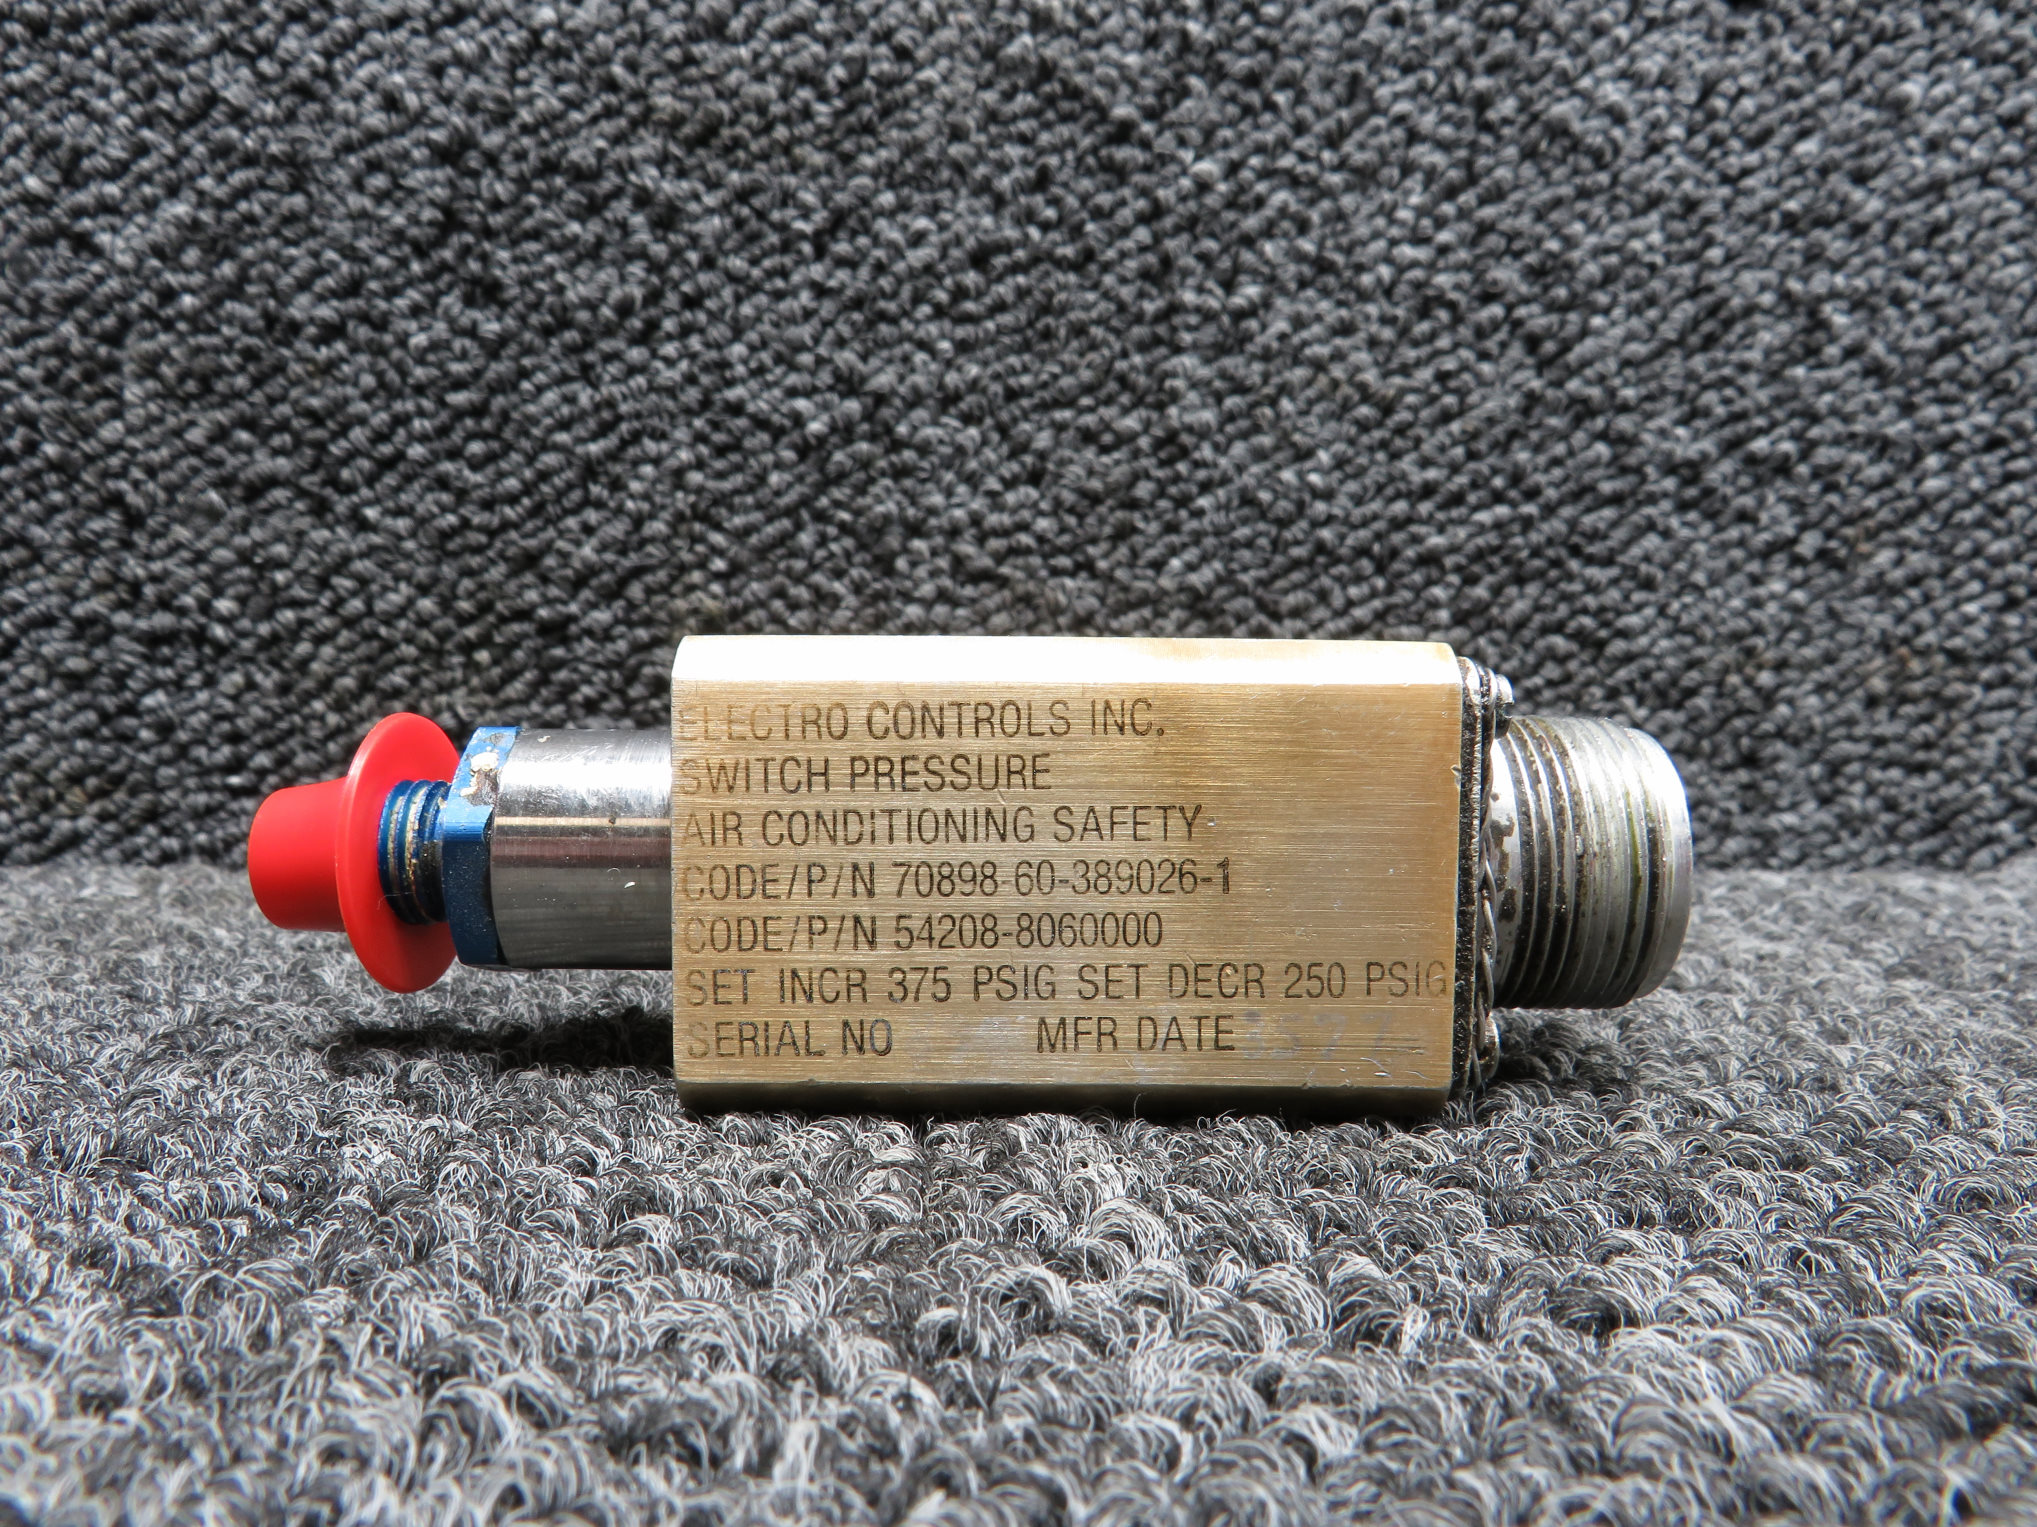 ELECTRO CONTROLS INC.
SWITCH PRESSURE
AIR CONDITIONING SAFETY
CODE/P/N 70898-60-389026-1
CODE/P/N 54208-8060000
SET INCR 375 PSIG SET DECR 250 PSIG
SERIAL NO MFR DATE